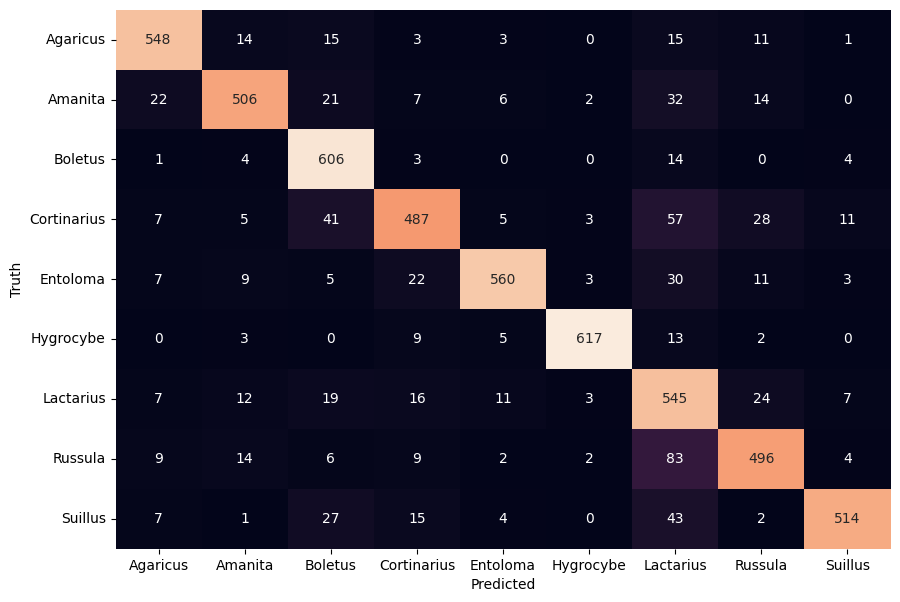 Agaricus 548 14 15 3 3 0 15 11 1
Amanita 22 506 21 7 6 2 32 14 0
Boletus 1 4 606 3 0 0 14 0 4
Cortinarius 7 5 41 487 5 3 57 28 11
Entoloma 7 9 5 22 560 3 30 11 3
Truth
Hygrocybe 0 3 0 9 5 617 13 2 0
Lactarius 7 12 19 16 11 3 545 24 7
Russula 9 14 6 9 2 2 83 496 4
Suillus 7 1 27 15 4 0 43 2 514
Agaricus Amanita Boletus Cortinarius Entoloma Hygrocybe Lactarius Russula Suillus
Predicted